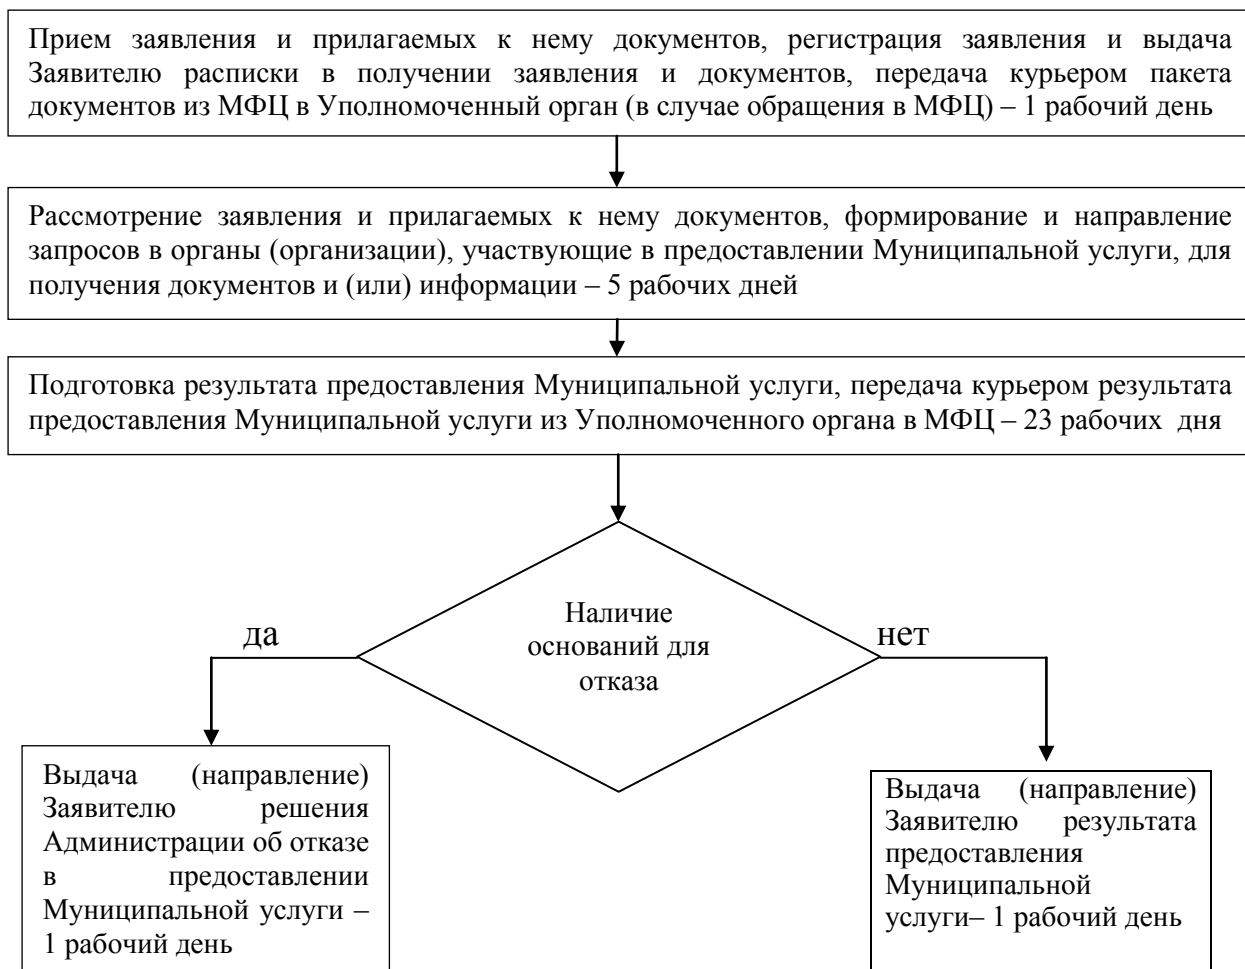 Прием заявления и прилагаемых к нему документов, регистрация заявления и выдача
Заявителю расписки в получении заявления и документов, передача курьером пакета
документов из МФЦ в Уполномоченный орган (в случае обращения в МФЦ) – 1 рабочий день
Рассмотрение заявления и прилагаемых к нему документов, формирование и направление
запросов в органы (организации), участвующие в предоставлении Муниципальной услуги, для
получения документов и (или) информации – 5 рабочих дней
Подготовка результата предоставления Муниципальной услуги, передача курьером результата
предоставления Муниципальной услуги из Уполномоченного органа в МФЦ – 23 рабочих дня
Наличие
оснований для
отказа
да
нет
Выдача (направление)
Заявителю решения
Администрации об отказе
в предоставлении
Муниципальной услуги –
1 рабочий день
Выдача (направление)
Заявителю результата
предоставления
Муниципальной
услуги– 1 рабочий день